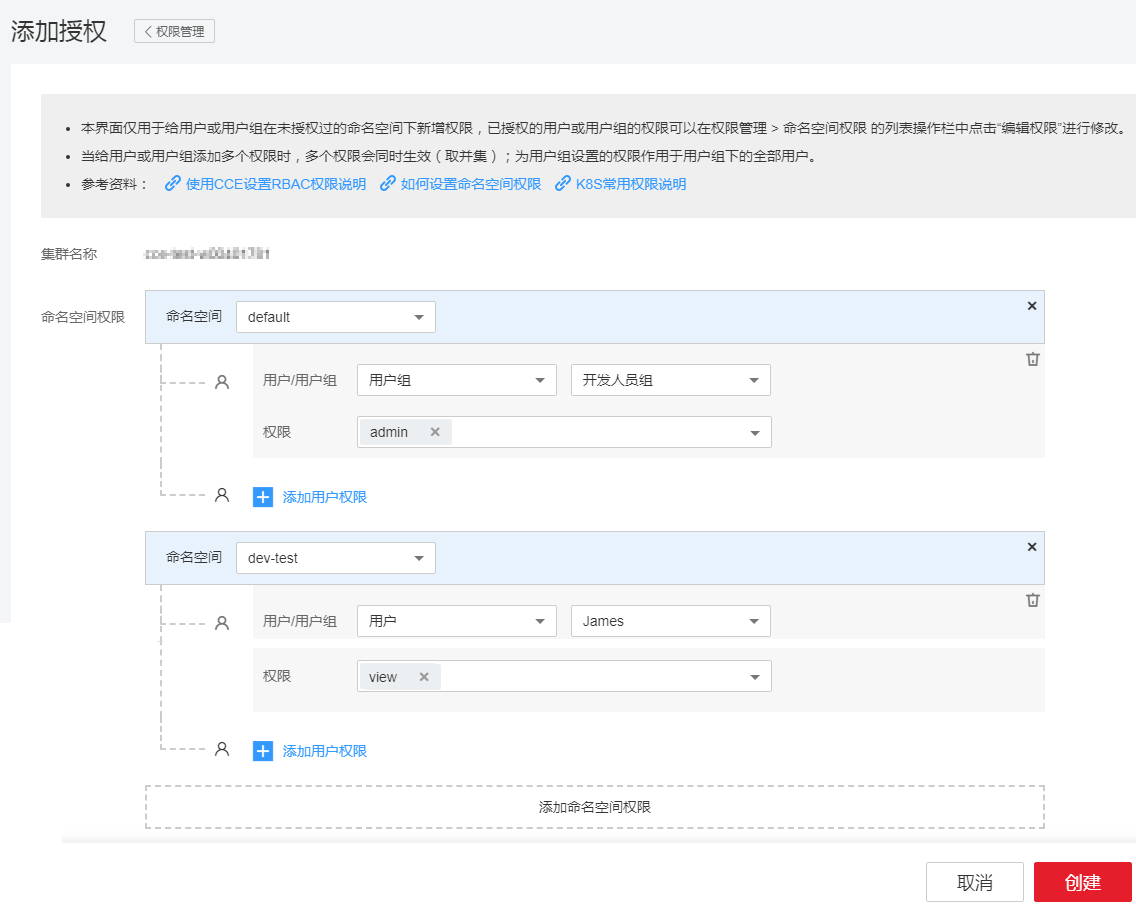 添加授权
权限管理
本界面仅用于给用户或用户组在未授权过的命名空间下新增权限，已授权的用户或用户组的权限可以在权限管理 > 命名空间权限 的列表操作栏中点击“编辑权限”进行修改。
当给用户或用户组添加多个权限时，多个权限会同时生效（取并集）；为用户组设置的权限作用于用户组下的全部用户。
参考资料： 使用CCE设置RBAC权限说明 如何设置命名空间权限 K8S常用权限说明
集群名称
命名空间权限 命名空间 default
用户/用户组 用户组 开发人员组
权限 admin
添加用户权限
命名空间 dev-test
用户/用户组 用户 James
权限 view
添加用户权限
添加命名空间权限
取消 创建